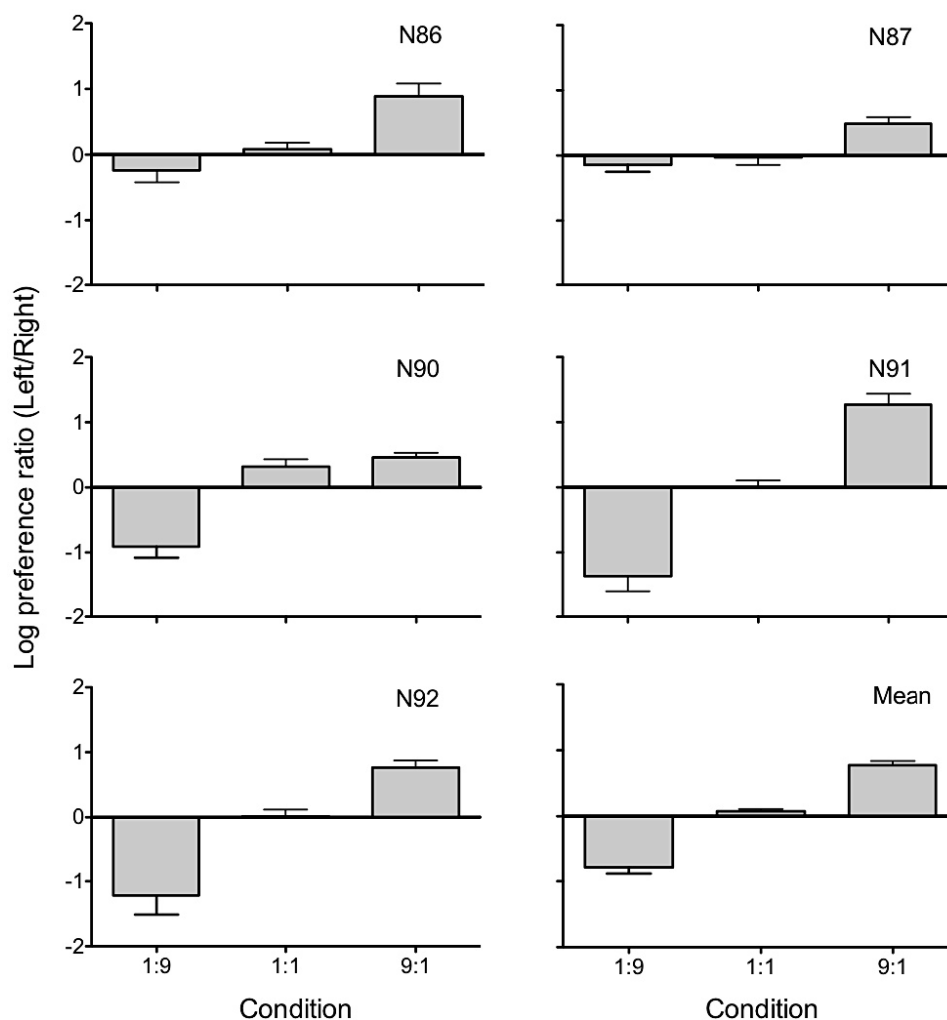 Log preference ratio (Left/Right)
N86
2
1
0
-1
-2
N87
N90
2
1
0
-1
-2
N91
N92
2
1
0
-1
-2
1:9 1:1 9:1
Condition
Mean
1:9 1:1 9:1
Condition